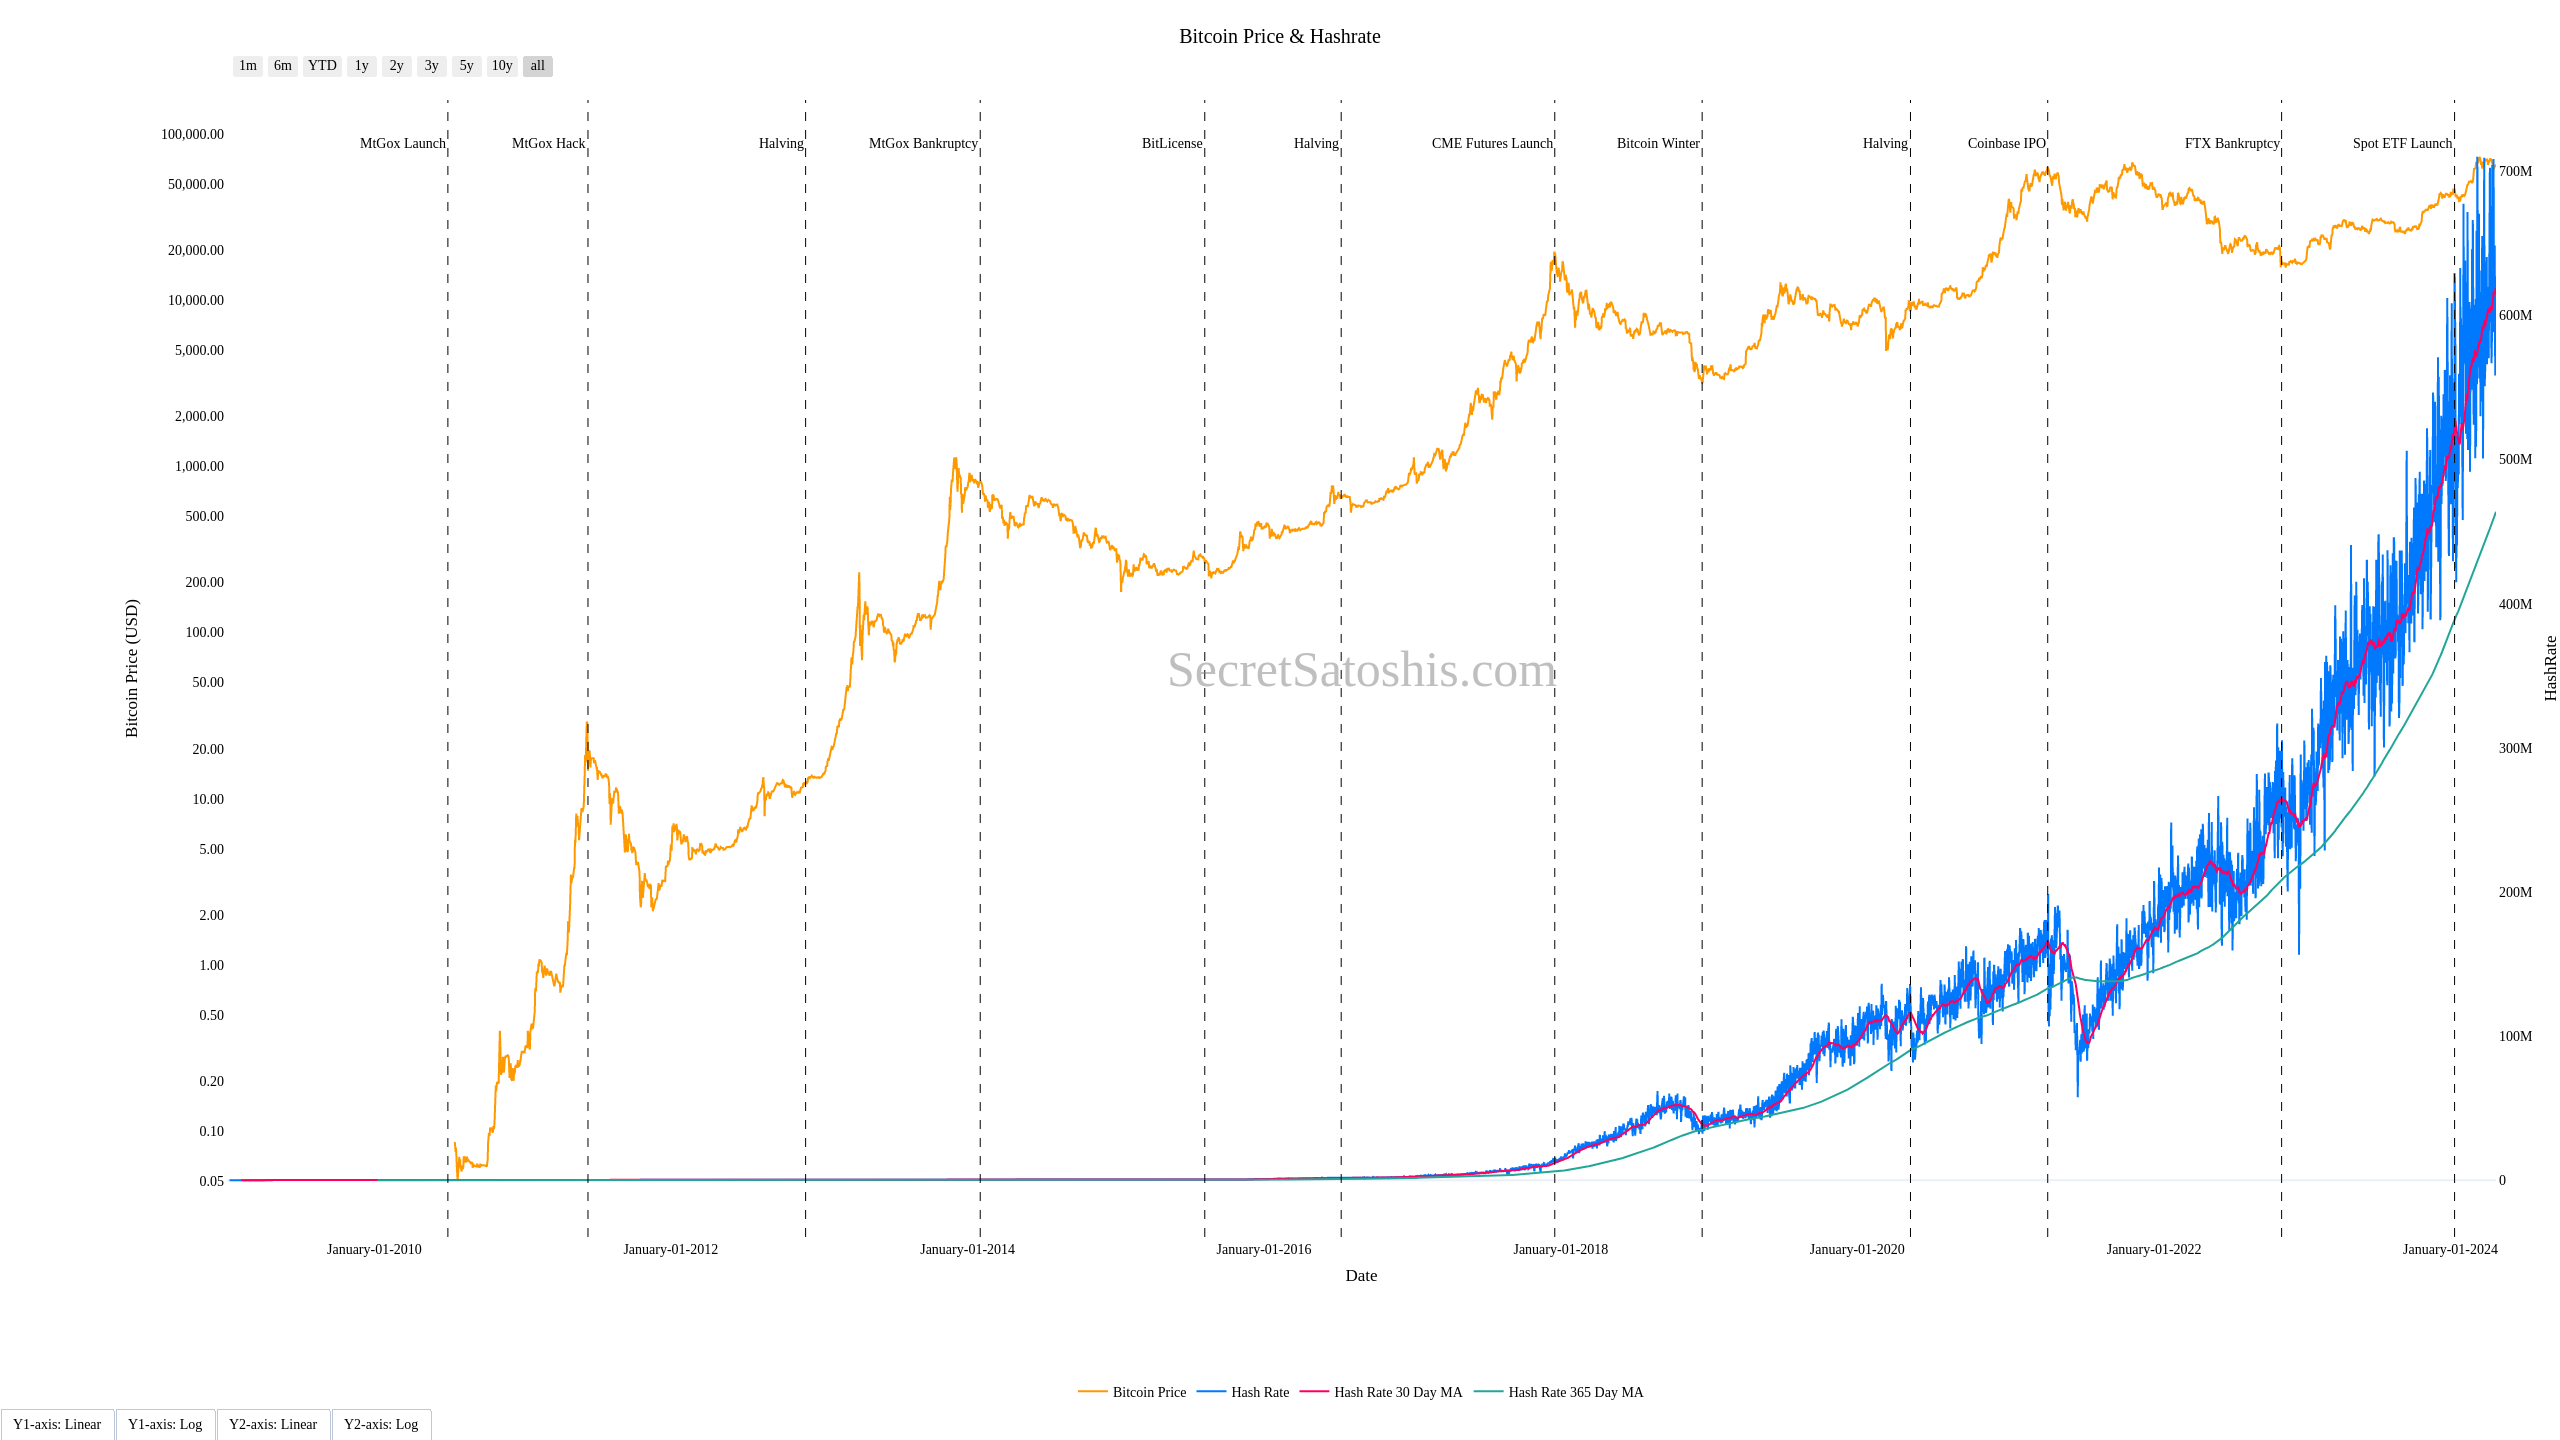 Bitcoin Price & Hashrate
1m 6m YTD 1y 2y 3y 5y 10y all
MtGox Launch MtGox Hack Halving MtGox Bankruptcy BitLicense Halving CME Futures Launch Bitcoin Winter Halving Coinbase IPO FTX Bankruptcy Spot ETF Launch
100,000.00
50,000.00
20,000.00
10,000.00
5,000.00
2,000.00
1,000.00
500.00
200.00
100.00
50.00
20.00
10.00
5.00
2.00
1.00
0.50
0.20
0.10
0.05
Bitcoin Price (USD)
SecretSatoshis.com
700M
600M
500M
400M
300M
200M
100M
0
HashRate
January-01-2010 January-01-2012 January-01-2014 January-01-2016 January-01-2018 January-01-2020 January-01-2022 January-01-2024
Date
Bitcoin Price Hash Rate Hash Rate 30 Day MA Hash Rate 365 Day MA
Y1-axis: Linear Y1-axis: Log Y2-axis: Linear Y2-axis: Log